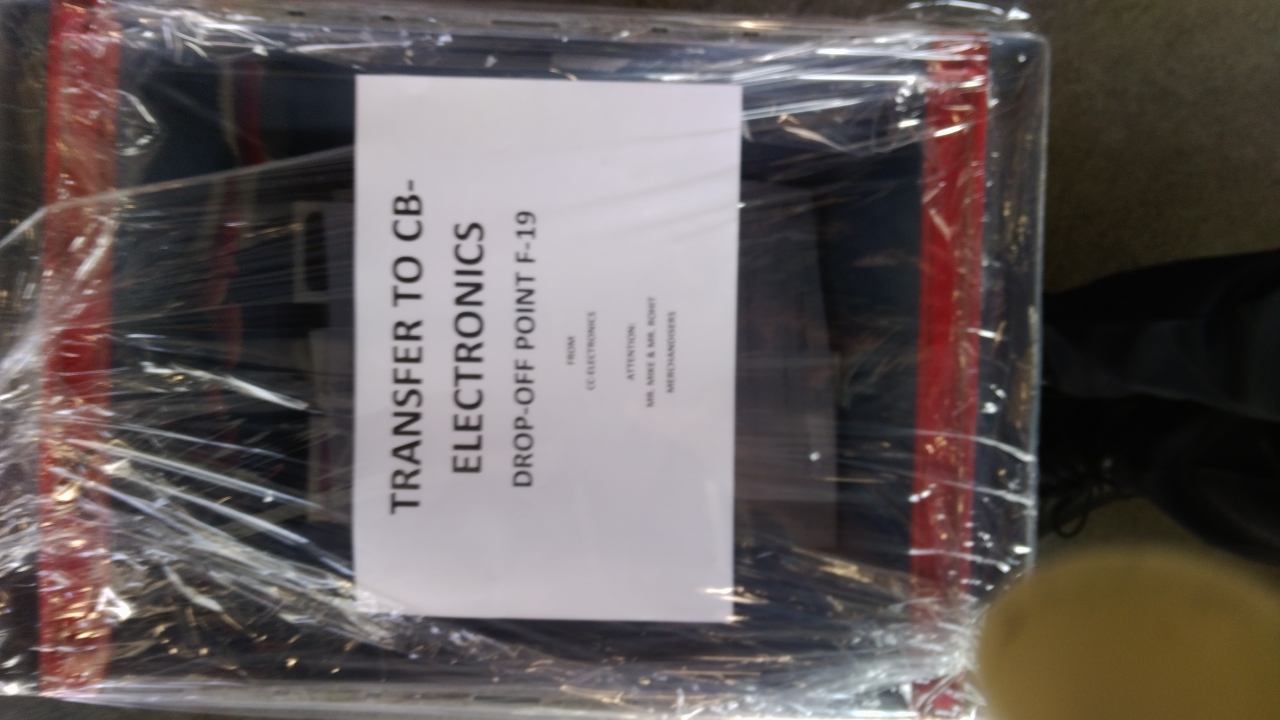 TRANSFER TO CB-
ELECTRONICS
DROP-OFF POINT F-19
FROM
CC-ELECTRONICS
ATTENTION:
MR. MIKE & MR. ROHIT
MERCHANDISERS